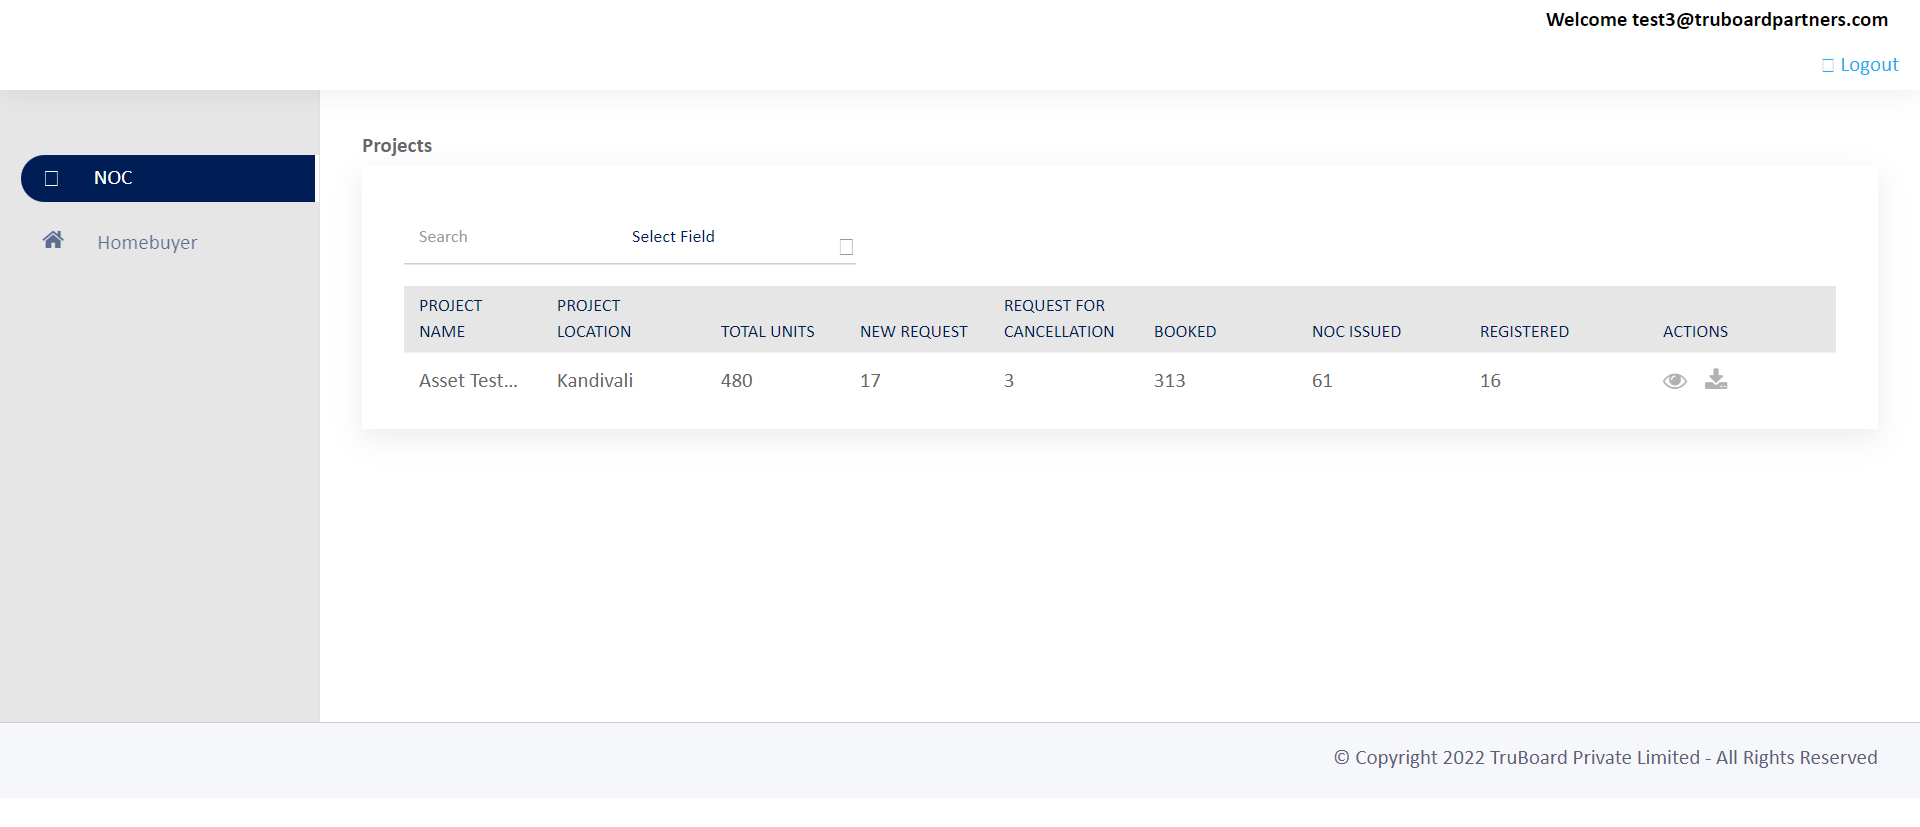 Welcome test3@truboardpartners.com
Logout
NOC
Homebuyer
Projects
Search Select Field
PROJECT NAME PROJECT LOCATION TOTAL UNITS NEW REQUEST REQUEST FOR CANCELLATION BOOKED NOC ISSUED REGISTERED ACTIONS
Asset Test... Kandivali 480 17 3 313 61 16
© Copyright 2022 TruBoard Private Limited - All Rights Reserved